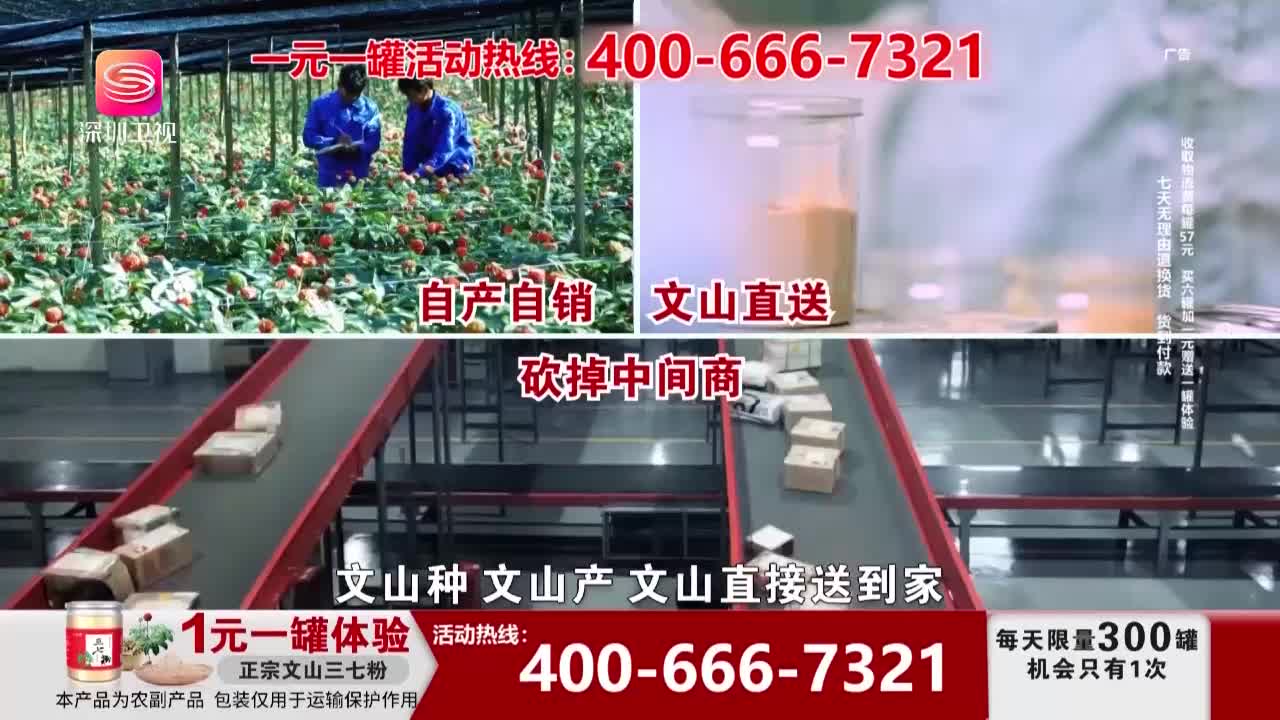 一元一罐活动热线：400-666-7321
广告
深圳卫视
收取物流费每罐57元 买六罐加一元赠送一罐体验
七天无理由退换货 货到付款
自产自销
文山直送
砍掉中间商
文山种 文山产 文山直接送到家
三七粉
1元一罐体验
正宗文山三七粉
本产品为农副产品 包装仅用于运输保护作用
活动热线：
400-666-7321
每天限量300罐
机会只有1次